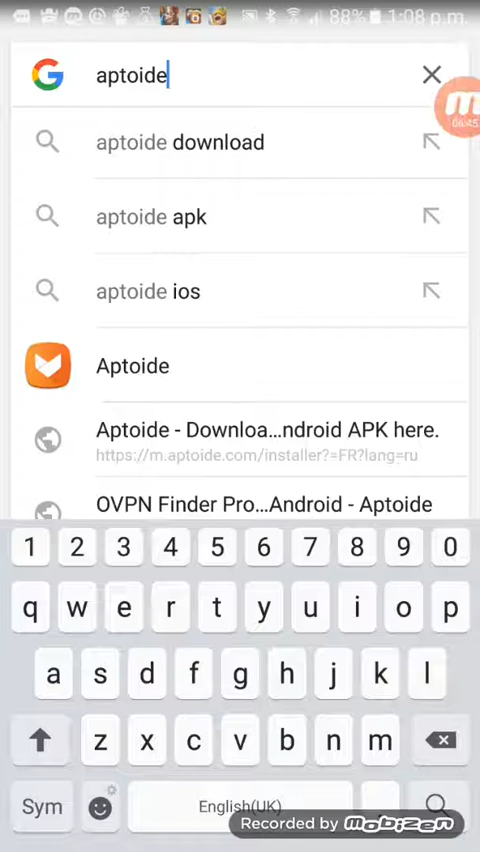 88% 1:08 p.m.
aptoide
06:45
aptoide download
aptoide apk
aptoide ios
Aptoide
Aptoide - Downloa...ndroid APK here.
https://m.aptoide.com/installer?=FR?lang=ru
OVPN Finder Pro...Android - Aptoide
1 2 3 4 5 6 7 8 9 0
q w e r t y u i o p
a s d f g h j k l
z x c v b n m
Sym English(UK)
Recorded by mobizen